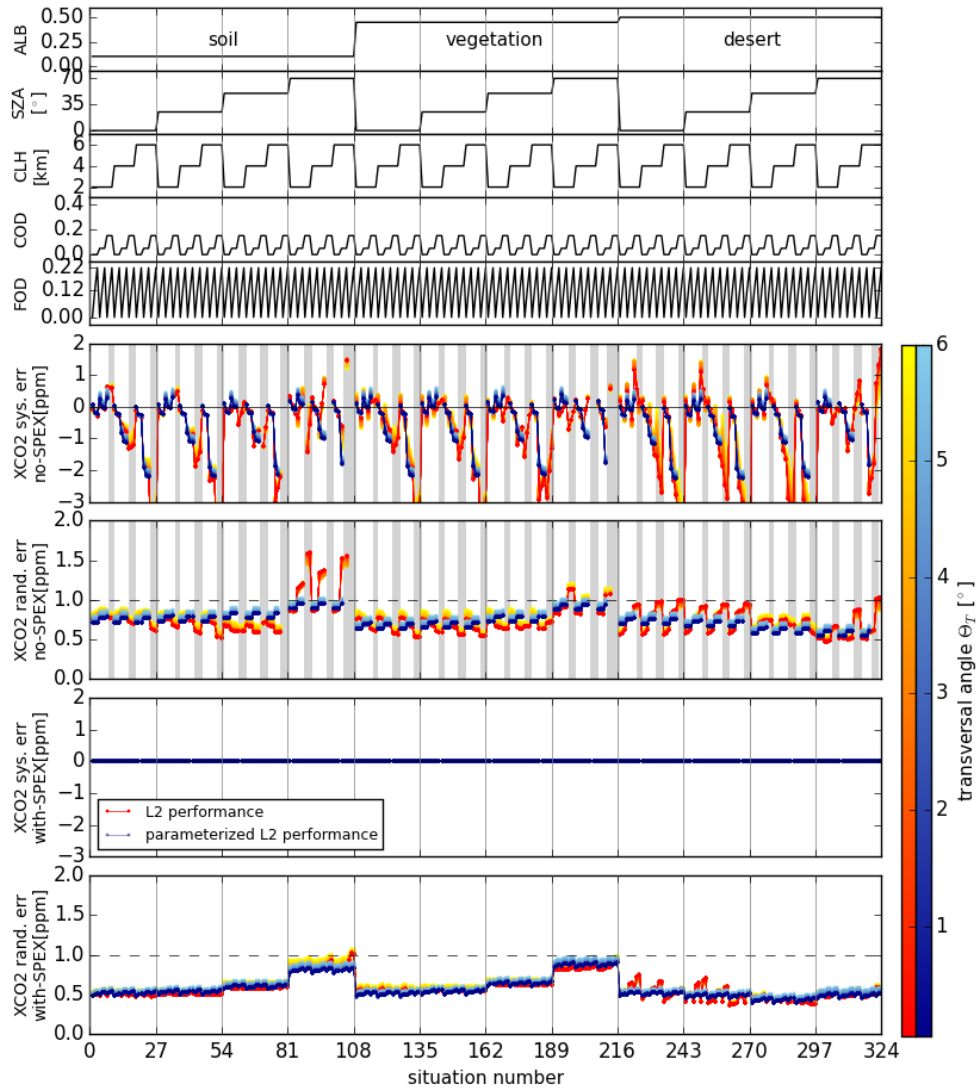 ALB
0.50
0.25
0.00
soil
vegetation
desert
SZA
[°]
70
35
0
CLH
[km]
6
4
2
COD
0.4
0.2
0.0
FOD
0.22
0.12
0.00
XCO2 sys. err
no-SPEX[ppm]
2
1
0
−1
−2
−3
XCO2 rand. err
no-SPEX[ppm]
2.0
1.5
1.0
0.5
0.0
XCO2 sys. err
with-SPEX[ppm]
2
1
0
−1
−2
−3
L2 performance
parameterized L2 performance
XCO2 rand. err
with-SPEX[ppm]
2.0
1.5
1.0
0.5
0.0
0 27 54 81 108 135 162 189 216 243 270 297 324
situation number
6
5
4
3
2
1
transversal angle Θ_T [°]